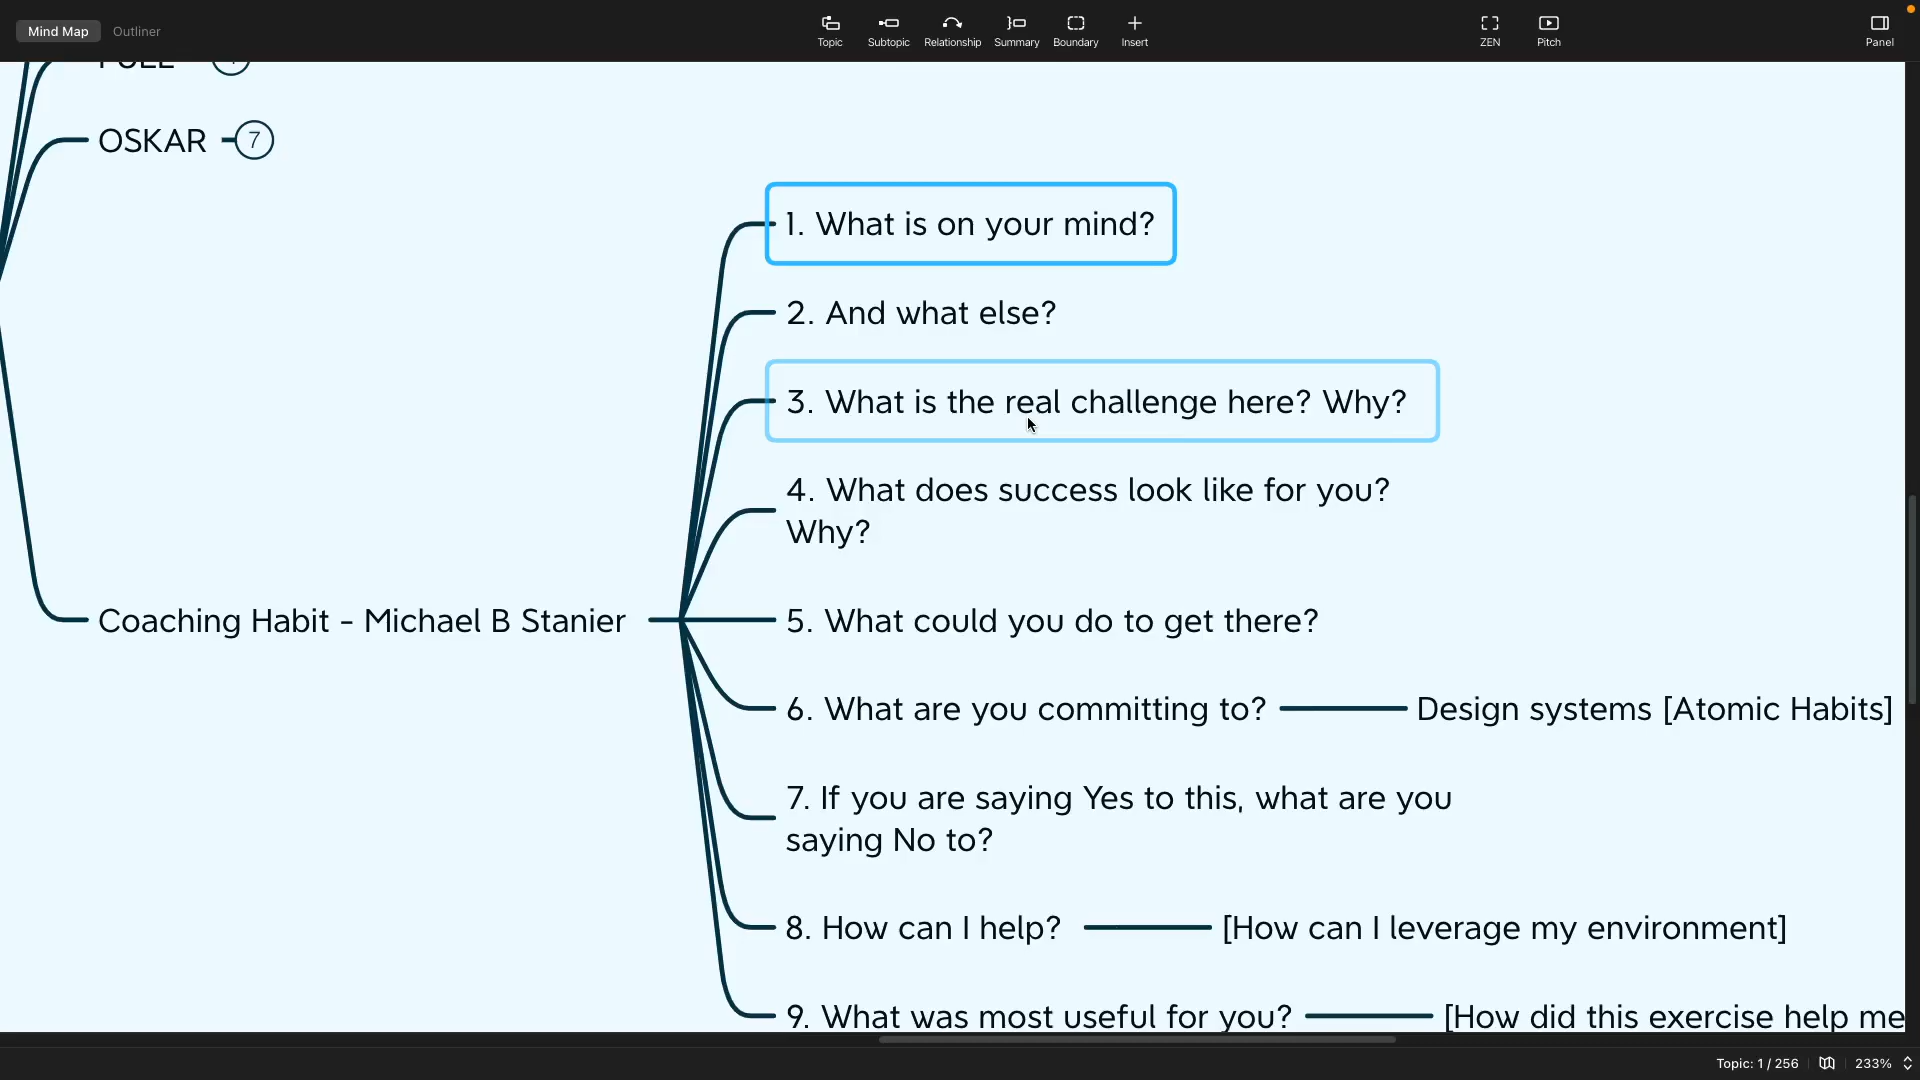 Mind Map
Outliner
Topic
Subtopic
Relationship
Summary
Boundary
Insert
ZEN
Pitch
Panel
OSKAR
7
1. What is on your mind?
2. And what else?
3. What is the real challenge here? Why?
4. What does success look like for you?
Why?
Coaching Habit - Michael B Stanier
5. What could you do to get there?
6. What are you committing to?
Design systems [Atomic Habits]
7. If you are saying Yes to this, what are you
saying No to?
8. How can I help?
[How can I leverage my environment]
9. What was most useful for you?
[How did this exercise help me
Topic: 1 / 256
233%